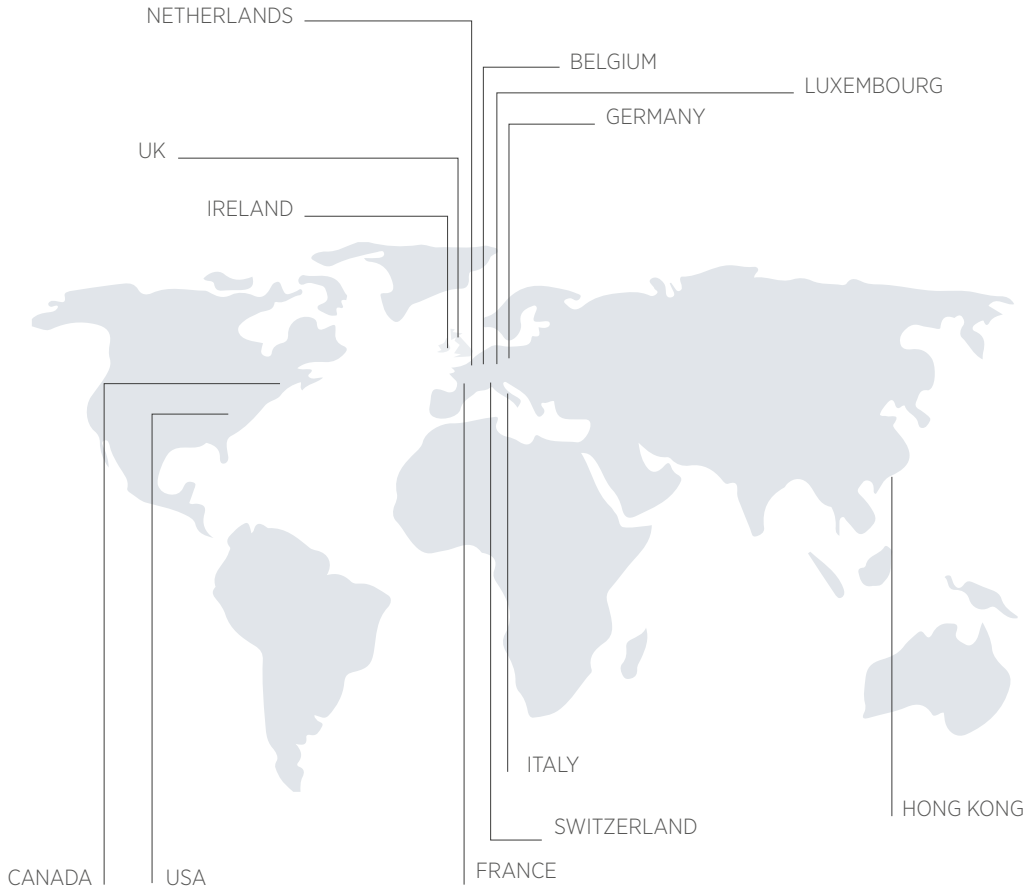 NETHERLANDS
BELGIUM
LUXEMBOURG
GERMANY
UK
IRELAND
ITALY
HONG KONG
SWITZERLAND
FRANCE
CANADA
USA